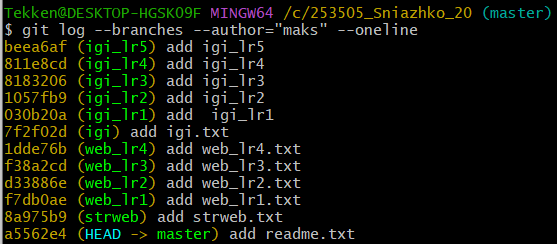 Tekken@DESKTOP-HGSK09F MINGW64 /c/253505_Sniazhko_20 (master)
$ git log --branches --author="maks" --oneline
beea6af (igi_lr5) add igi_lr5
811e8cd (igi_lr4) add igi_lr4
8183206 (igi_lr3) add igi_lr3
1057fb9 (igi_lr2) add igi_lr2
030b20a (igi_lr1) add  igi_lr1
7f2f02d (igi) add igi.txt
1dde76b (web_lr4) add web_lr4.txt
f38a2cd (web_lr3) add web_lr3.txt
d33886e (web_lr2) add web_lr2.txt
f7db0ae (web_lr1) add web_lr1.txt
8a975b9 (strweb) add strweb.txt
a5562e4 (HEAD -> master) add readme.txt